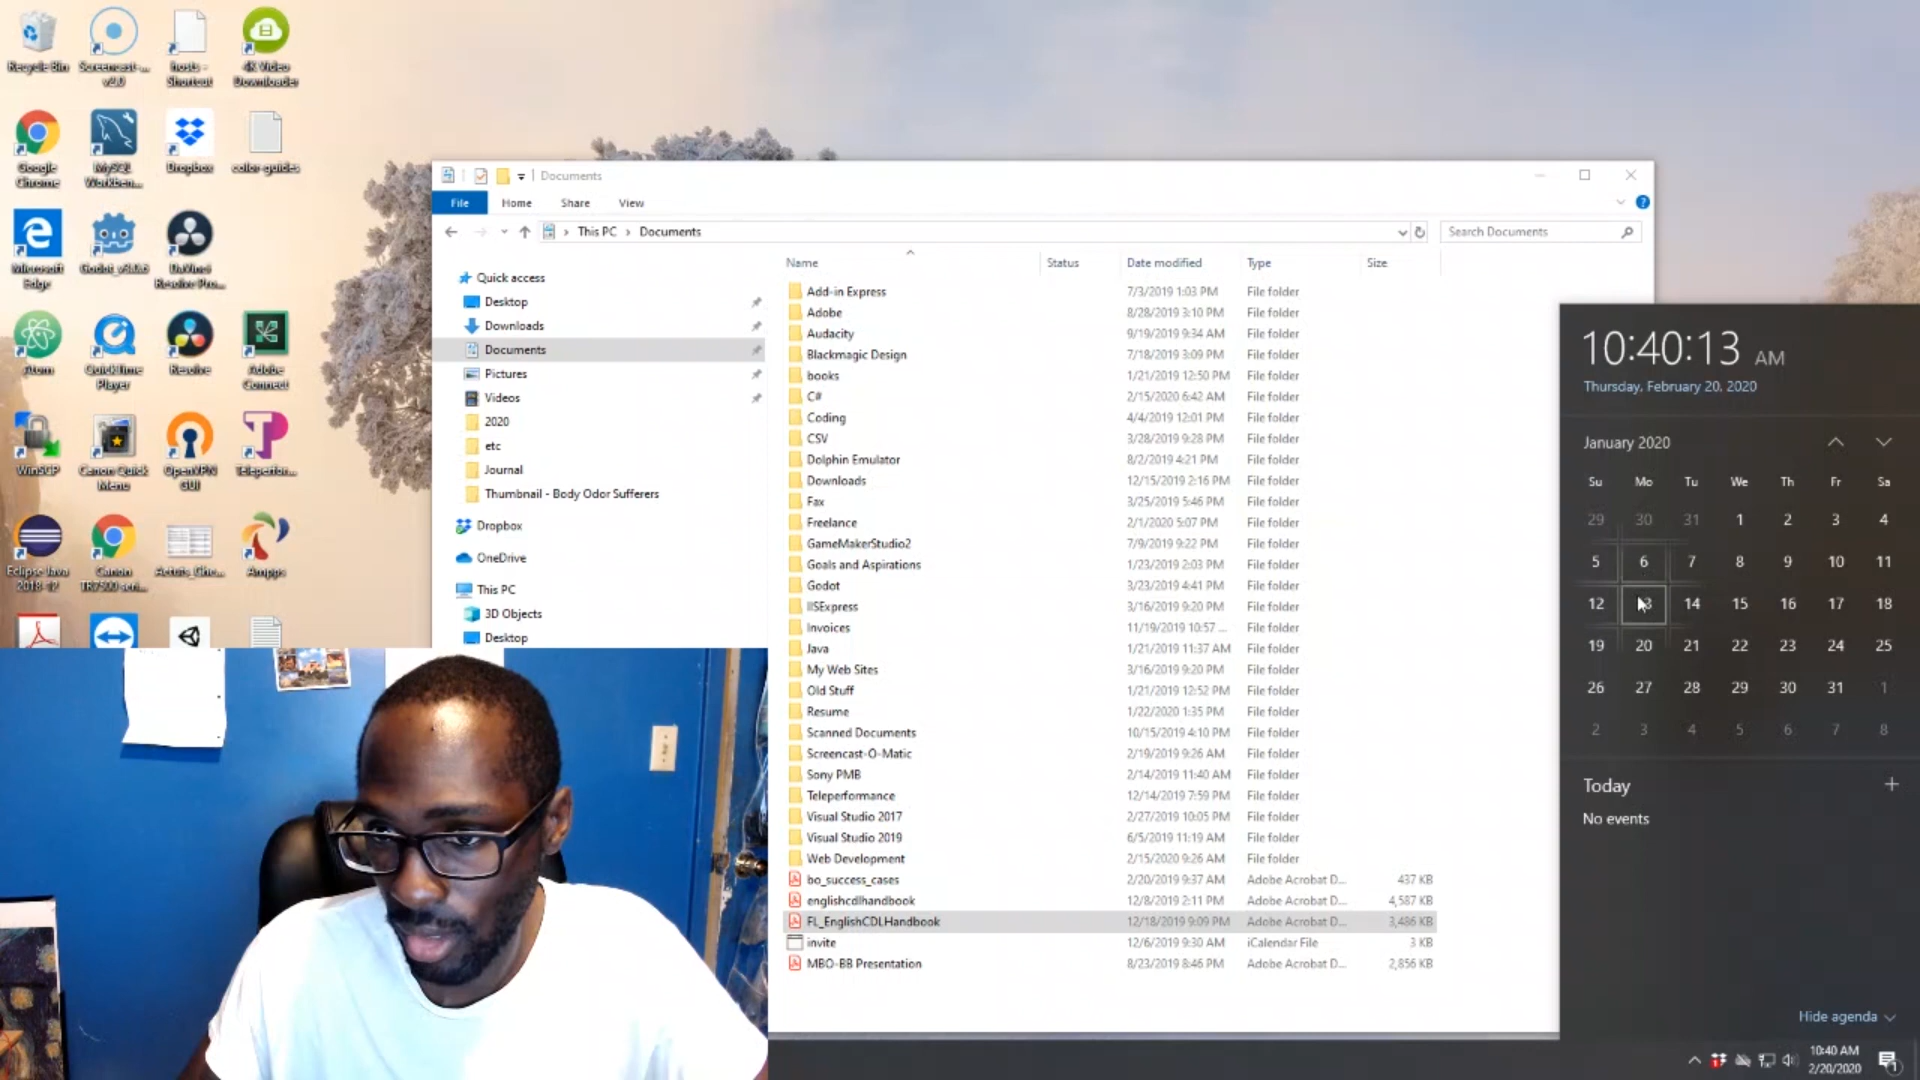 Recycle Bin
Screencast-... v2.0
hosts - Shortcut
4K Video Downloader
Google Chrome
MySQL Workben...
Dropbox
color-guides
Microsoft Edge
DaVinci Resolve Pro...
Atom
QuickTime Player
Resolve
Adobe Connect
WinSCP
Canon Quick Menu
OpenVPN GUI
Teleperfor...
Eclipse Java 2018-12
Ampps
Documents
File Home Share View
This PC > Documents
Search Documents
Quick access
Desktop
Downloads
Documents
Pictures
Videos
2020
etc
Journal
Thumbnail - Body Odor Sufferers
Dropbox
OneDrive
This PC
3D Objects
Desktop
Name Status Date modified Type Size
Add-in Express 7/3/2019 1:03 PM File folder
Adobe 8/28/2019 3:10 PM File folder
Audacity 9/19/2019 9:34 AM File folder
Blackmagic Design 7/18/2019 3:09 PM File folder
books 1/21/2019 12:50 PM File folder
C# 2/15/2020 6:42 AM File folder
Coding 4/4/2019 12:01 PM File folder
CSV 3/28/2019 9:28 PM File folder
Dolphin Emulator 8/2/2019 4:21 PM File folder
Downloads 12/15/2019 2:16 PM File folder
Fax 3/25/2019 5:46 PM File folder
Freelance 2/1/2020 5:07 PM File folder
GameMakerStudio2 7/9/2019 9:22 PM File folder
Goals and Aspirations 1/23/2019 2:03 PM File folder
Godot 3/23/2019 4:41 PM File folder
IISExpress 3/16/2019 9:20 PM File folder
Invoices 11/19/2019 10:57 ... File folder
Java 1/21/2019 11:37 AM File folder
My Web Sites 3/16/2019 9:20 PM File folder
Old Stuff 1/21/2019 12:52 PM File folder
Resume 1/22/2020 1:35 PM File folder
Scanned Documents 10/15/2019 4:10 PM File folder
Screencast-O-Matic 2/19/2019 9:26 AM File folder
Sony PMB 2/14/2019 11:40 AM File folder
Teleperformance 12/14/2019 7:59 PM File folder
Visual Studio 2017 2/27/2019 10:05 PM File folder
Visual Studio 2019 6/5/2019 11:19 AM File folder
Web Development 2/15/2020 9:26 AM File folder
bo_success_cases 2/20/2019 9:37 AM Adobe Acrobat D... 437 KB
englishcdlhandbook 12/8/2019 2:11 PM Adobe Acrobat D... 4,587 KB
FL_EnglishCDLHandbook 12/18/2019 9:09 PM Adobe Acrobat D... 3,486 KB
invite 12/6/2019 9:30 AM iCalendar File 3 KB
MBO-BB Presentation 8/23/2019 8:46 PM Adobe Acrobat D... 2,856 KB
10:40:13 AM
Thursday, February 20, 2020
January 2020
Su Mo Tu We Th Fr Sa
29 30 31 1 2 3 4
5 6 7 8 9 10 11
12 13 14 15 16 17 18
19 20 21 22 23 24 25
26 27 28 29 30 31 1
2 3 4 5 6 7 8
Today
No events
Hide agenda
10:40 AM
2/20/2020